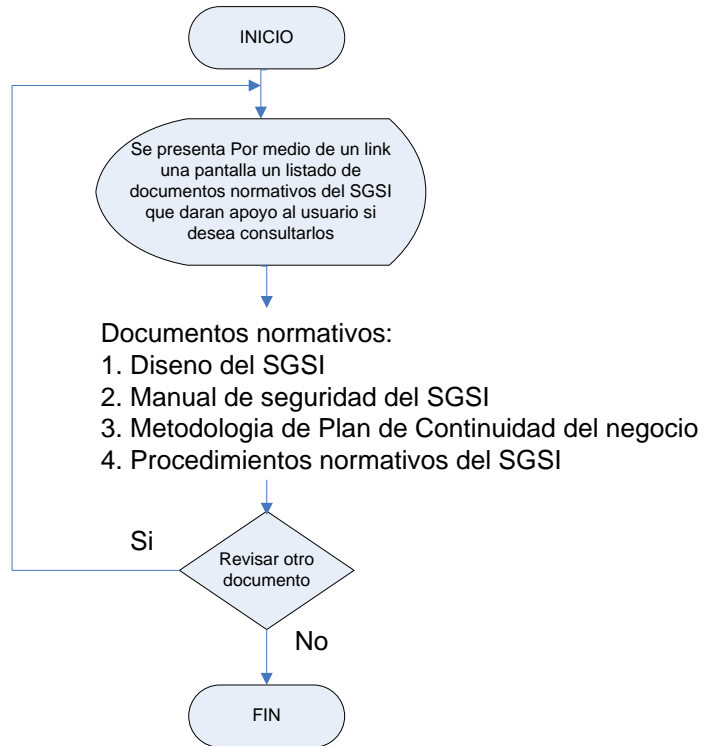 INICIO
Se presenta Por medio de un link
una pantalla un listado de
documentos normativos del SGSI
que daran apoyo al usuario si
desea consultarlos
Documentos normativos:
1. Diseno del SGSI
2. Manual de seguridad del SGSI
3. Metodologia de Plan de Continuidad del negocio
4. Procedimientos normativos del SGSI
Si
Revisar otro
documento
No
FIN